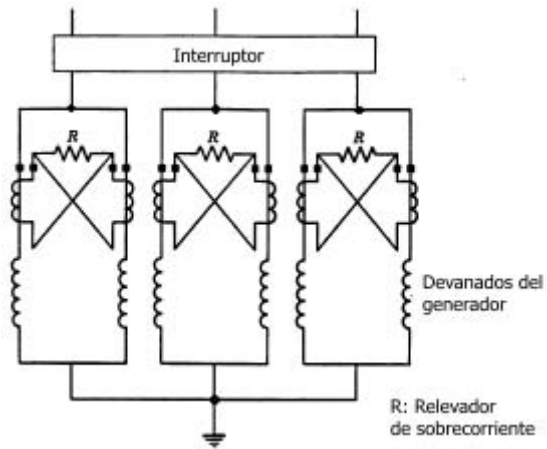 Interruptor
R R R
Devanados del
generador
R: Relevador
de sobrecorriente